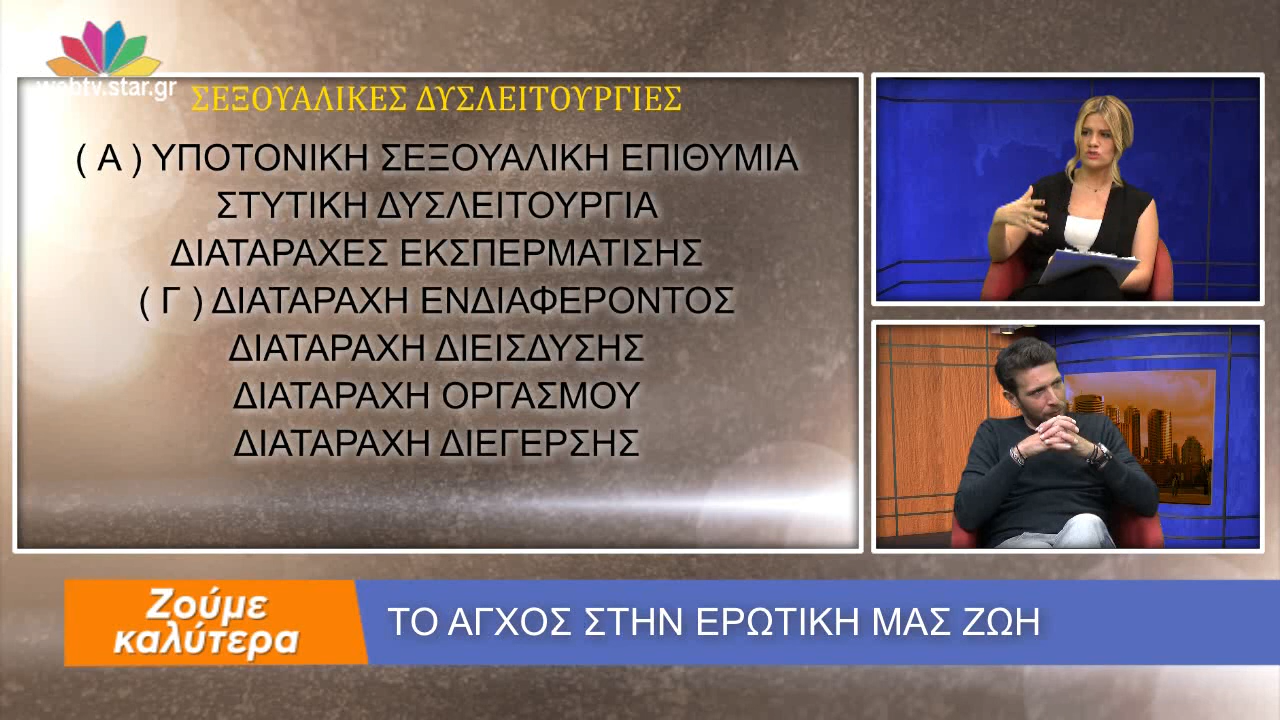 webtv.star.gr
ΣΕΞΟΥΑΛΙΚΕΣ ΔΥΣΛΕΙΤΟΥΡΓΙΕΣ
( Α ) ΥΠΟΤΟΝΙΚΗ ΣΕΞΟΥΑΛΙΚΗ ΕΠΙΘΥΜΙΑ
ΣΤΥΤΙΚΗ ΔΥΣΛΕΙΤΟΥΡΓΙΑ
ΔΙΑΤΑΡΑΧΕΣ ΕΚΣΠΕΡΜΑΤΙΣΗΣ
( Γ ) ΔΙΑΤΑΡΑΧΗ ΕΝΔΙΑΦΕΡΟΝΤΟΣ
ΔΙΑΤΑΡΑΧΗ ΔΙΕΙΣΔΥΣΗΣ
ΔΙΑΤΑΡΑΧΗ ΟΡΓΑΣΜΟΥ
ΔΙΑΤΑΡΑΧΗ ΔΙΕΓΕΡΣΗΣ
Ζούμε
καλύτερα
ΤΟ ΑΓΧΟΣ ΣΤΗΝ ΕΡΩΤΙΚΗ ΜΑΣ ΖΩΗ